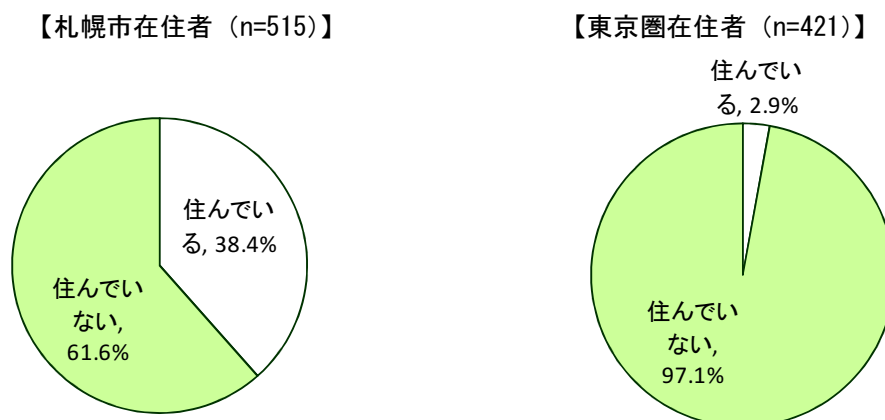 【札幌市在住者（n=515）】
住んでい
る, 38.4%
住んでい
ない,
61.6%
【東京圏在住者（n=421）】
住んでい
る, 2.9%
住んでい
ない,
97.1%